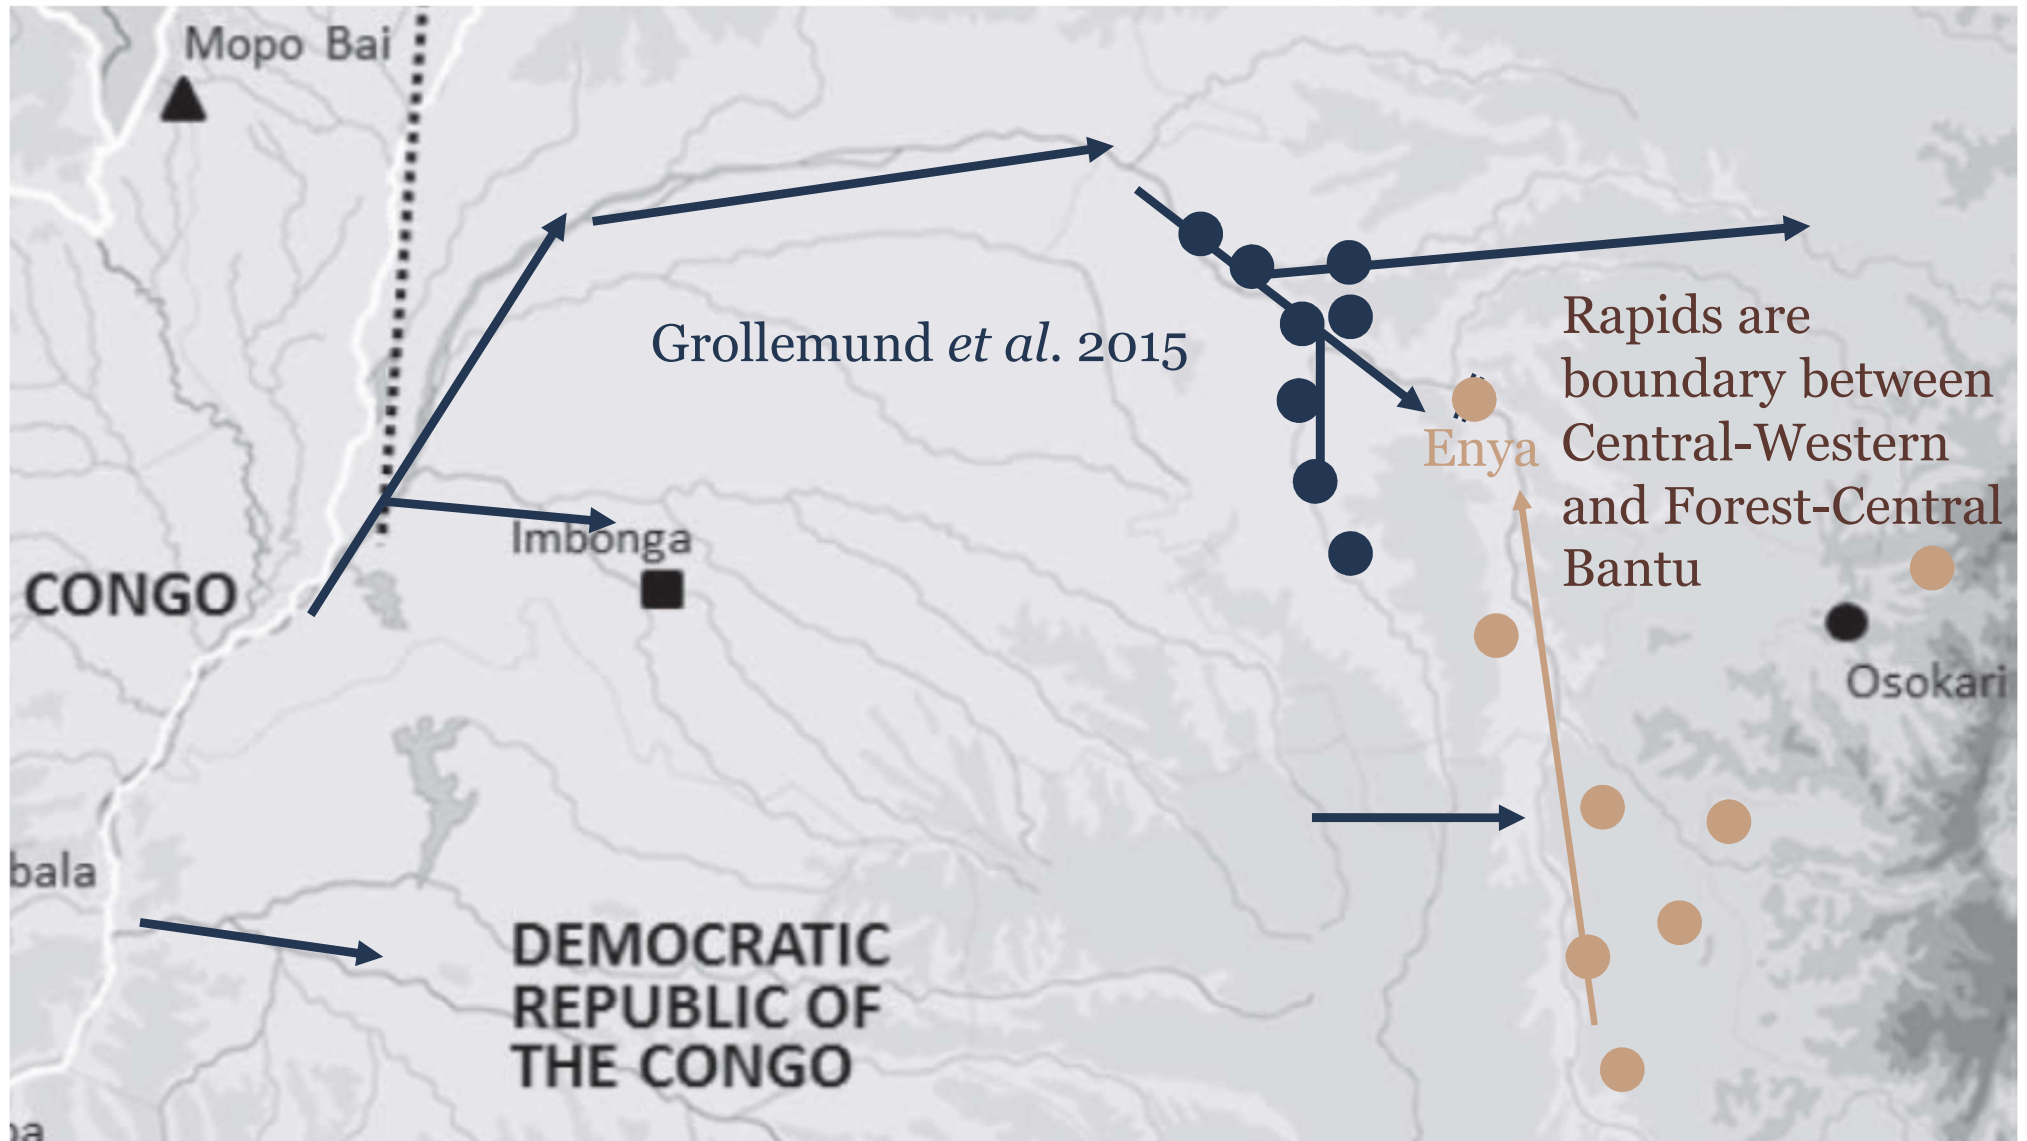 Mopo Bai
Grollemund et al. 2015
Rapids are
boundary between
Central-Western
and Forest-Central
Bantu
Enya
Imbonga
CONGO
Osokari
bala
DEMOCRATIC
REPUBLIC OF
THE CONGO